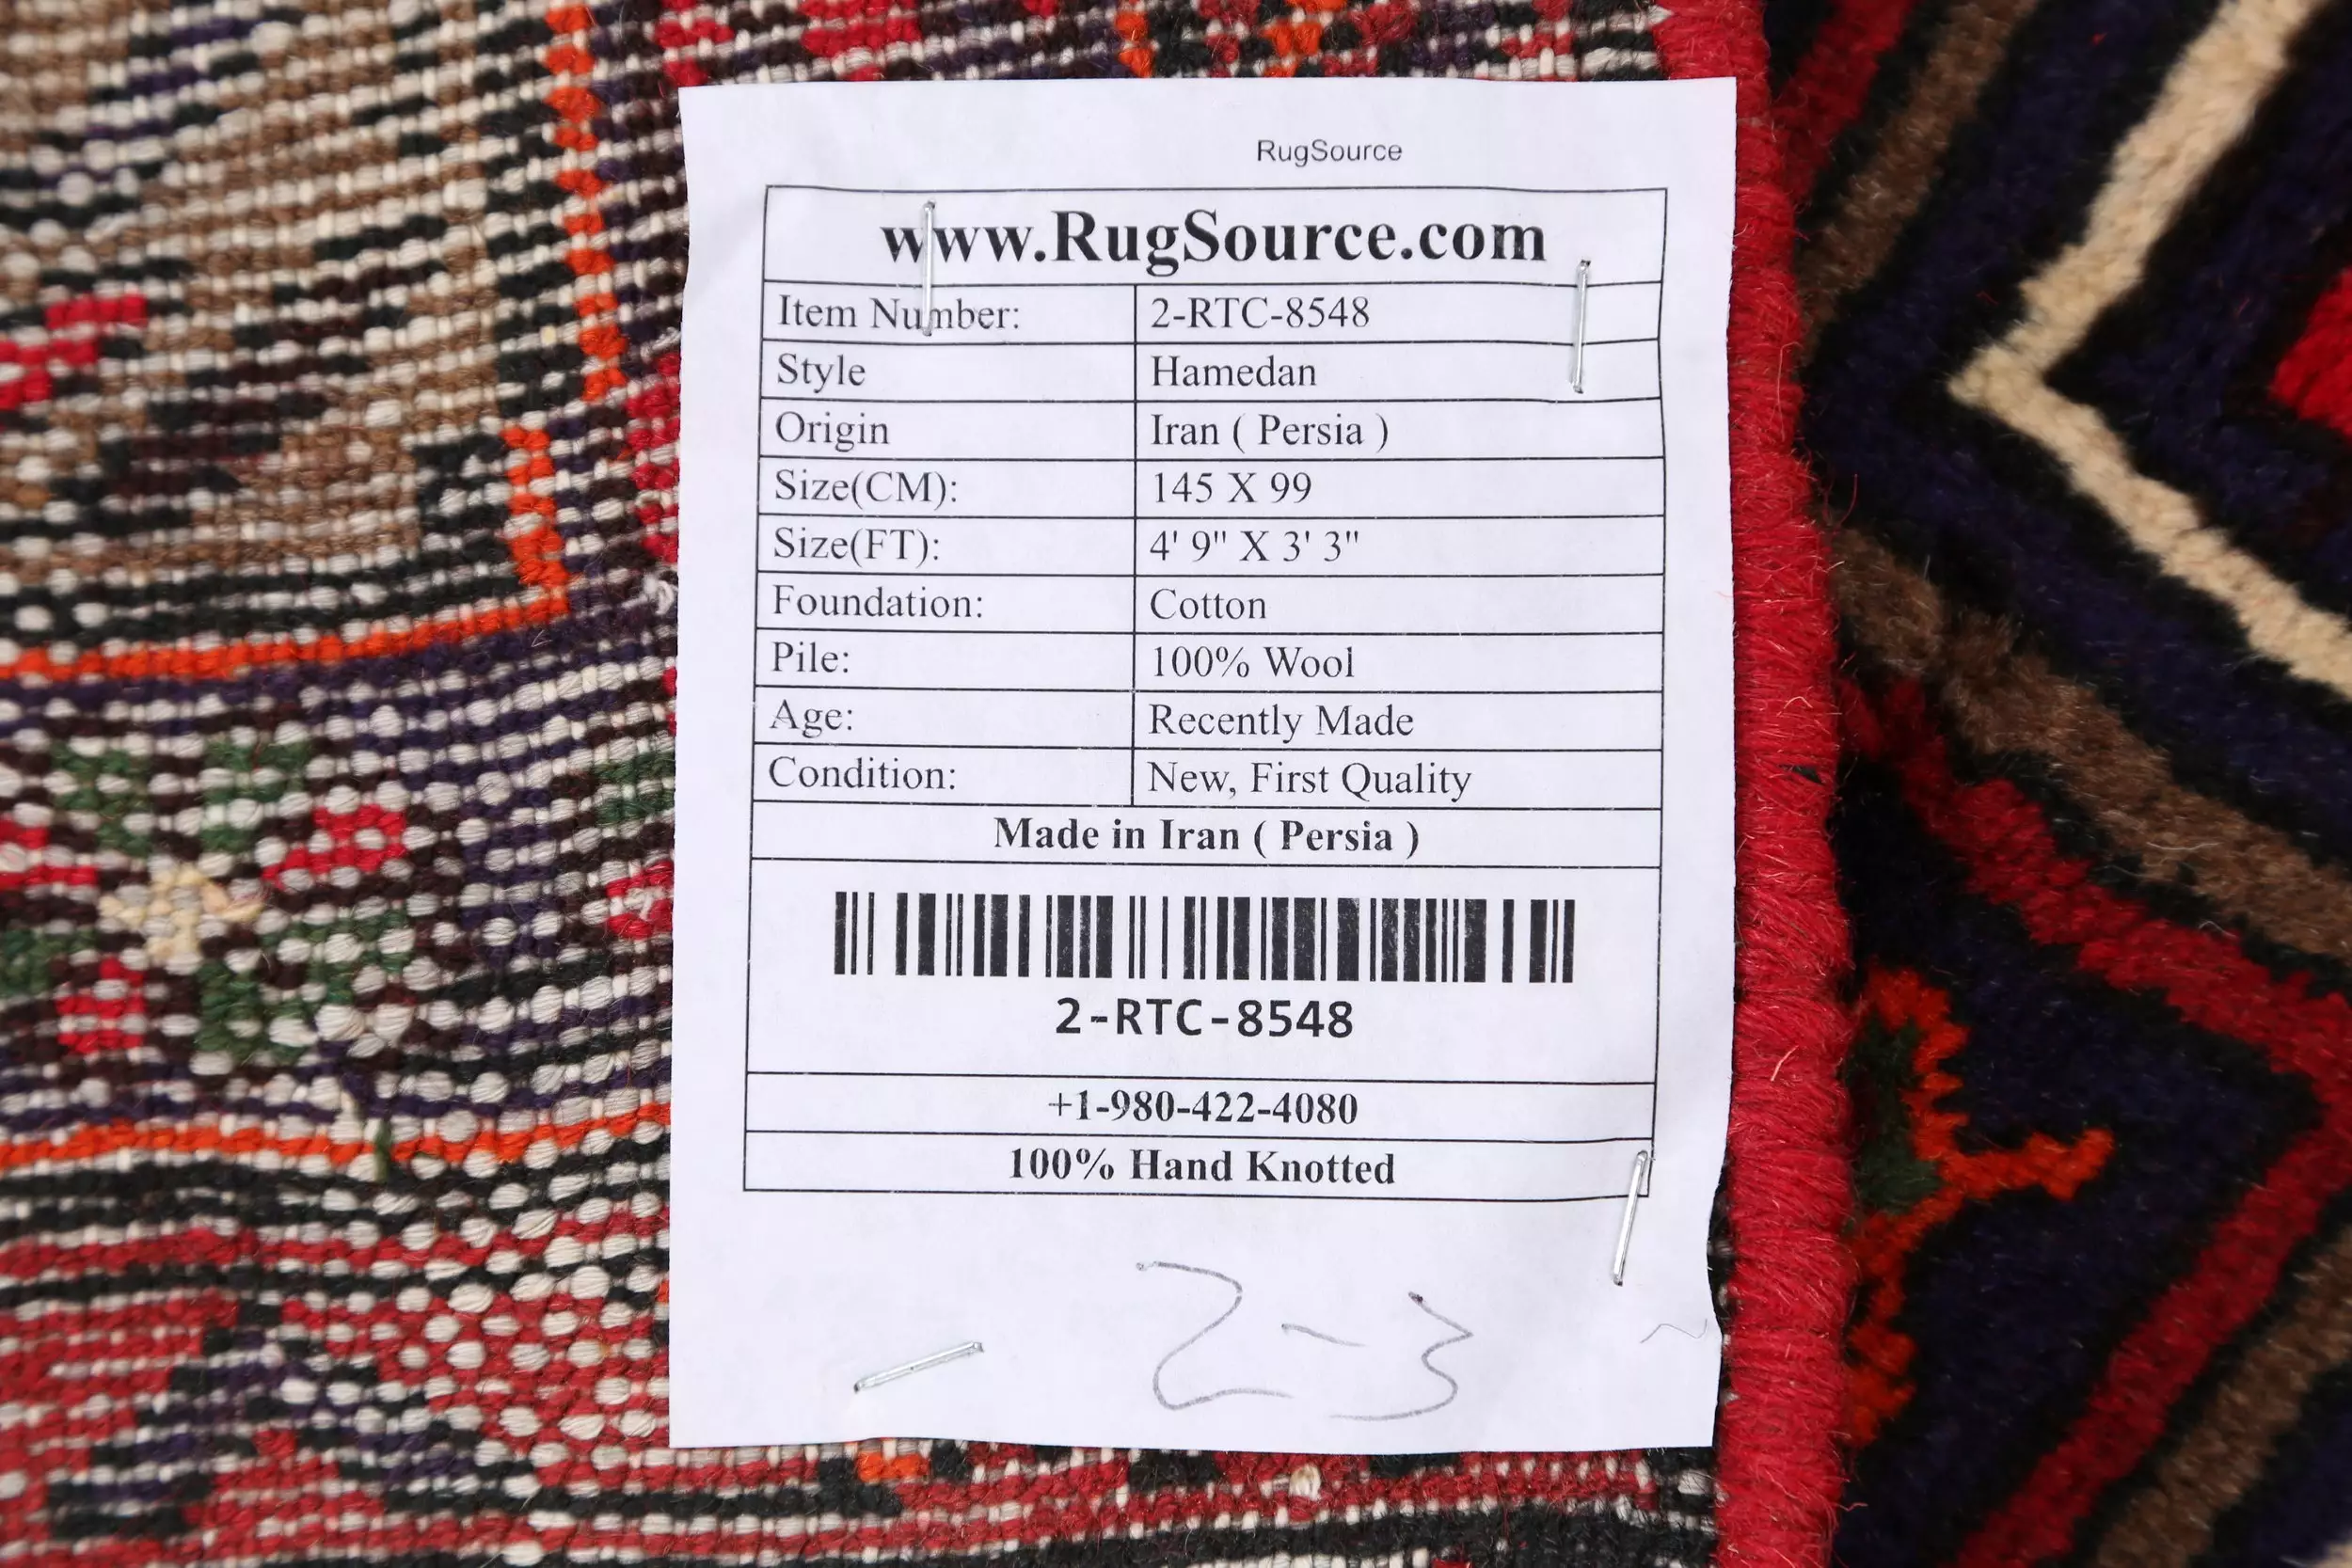 RugSource
www.RugSource.com
Item Number: 2-RTC-8548
Style Hamedan
Origin Iran ( Persia )
Size(CM): 145 X 99
Size(FT): 4' 9" X 3' 3"
Foundation: Cotton
Pile: 100% Wool
Age: Recently Made
Condition: New, First Quality
Made in Iran ( Persia )
2-RTC-8548
+1-980-422-4080
100% Hand Knotted
2-3